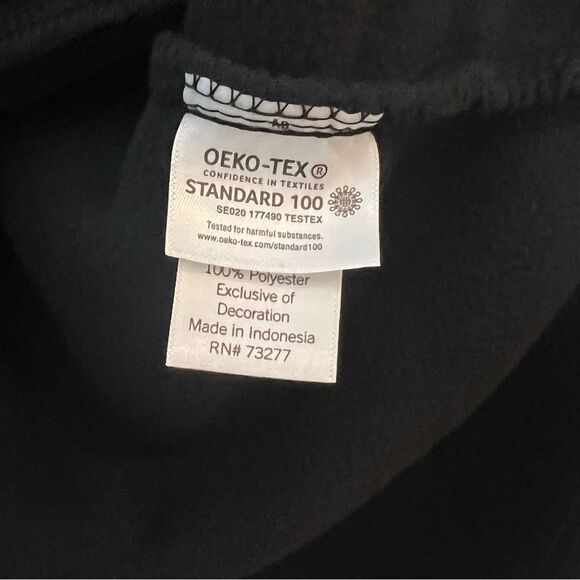 AB
OEKO-TEX®
CONFIDENCE IN TEXTILES
STANDARD 100
SE020 177490 TESTEX
Tested for harmful substances.
www.oeko-tex.com/standard100
100% Polyester
Exclusive of
Decoration
Made in Indonesia
RN# 73277